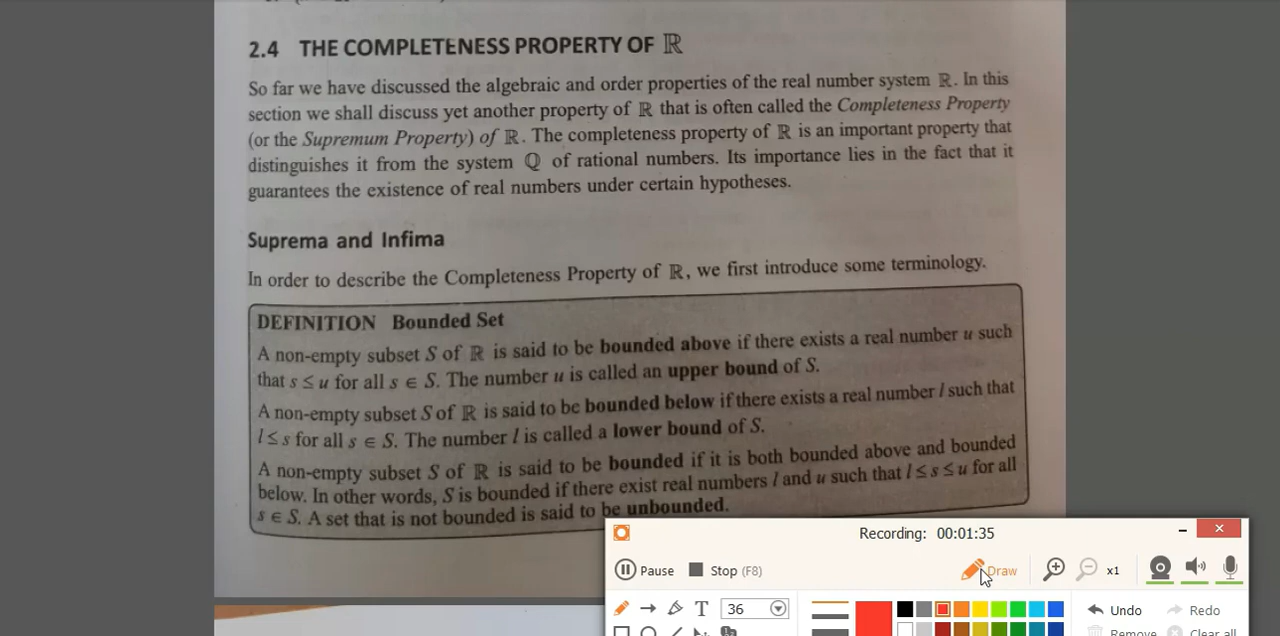 2.4 THE COMPLETENESS PROPERTY OF ℝ
So far we have discussed the algebraic and order properties of the real number system ℝ. In this
section we shall discuss yet another property of ℝ that is often called the Completeness Property
(or the Supremum Property) of ℝ. The completeness property of ℝ is an important property that
distinguishes it from the system ℚ of rational numbers. Its importance lies in the fact that it
guarantees the existence of real numbers under certain hypotheses.
Suprema and Infima
In order to describe the Completeness Property of ℝ, we first introduce some terminology.
DEFINITION Bounded Set
A non-empty subset S of ℝ is said to be bounded above if there exists a real number u such
that s ≤ u for all s ∈ S. The number u is called an upper bound of S.
A non-empty subset S of ℝ is said to be bounded below if there exists a real number l such that
l ≤ s for all s ∈ S. The number l is called a lower bound of S.
A non-empty subset S of ℝ is said to be bounded if it is both bounded above and bounded
below. In other words, S is bounded if there exist real numbers l and u such that l ≤ s ≤ u for all
s ∈ S. A set that is not bounded is said to be unbounded.
Recording: 00:01:35
Pause Stop (F8) Draw x1
T 36 Undo Redo
Remove Clear all